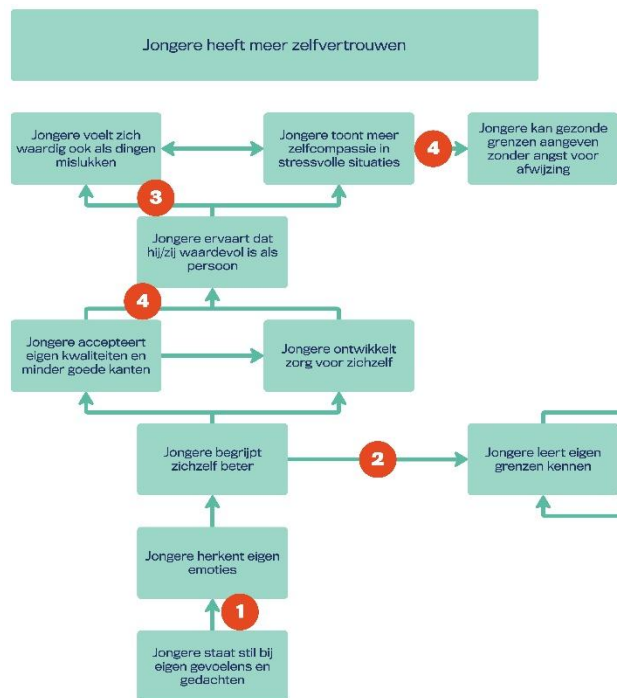 Jongere heeft meer zelfvertrouwen
Jongere voelt zich
waardig ook als dingen
mislukken
Jongere toont meer
zelfcompassie in
stressvolle situaties
4
Jongere kan gezonde
grenzen aangeven
zonder angst voor
afwijzing
3
Jongere ervaart dat
hij/zij waardevol is als
persoon
4
Jongere accepteert
eigen kwaliteiten en
minder goede kanten
Jongere ontwikkelt
zorg voor zichzelf
Jongere begrijpt
zichzelf beter
2
Jongere leert eigen
grenzen kennen
Jongere herkent eigen
emoties
1
Jongere staat stil bij
eigen gevoelens en
gedachten